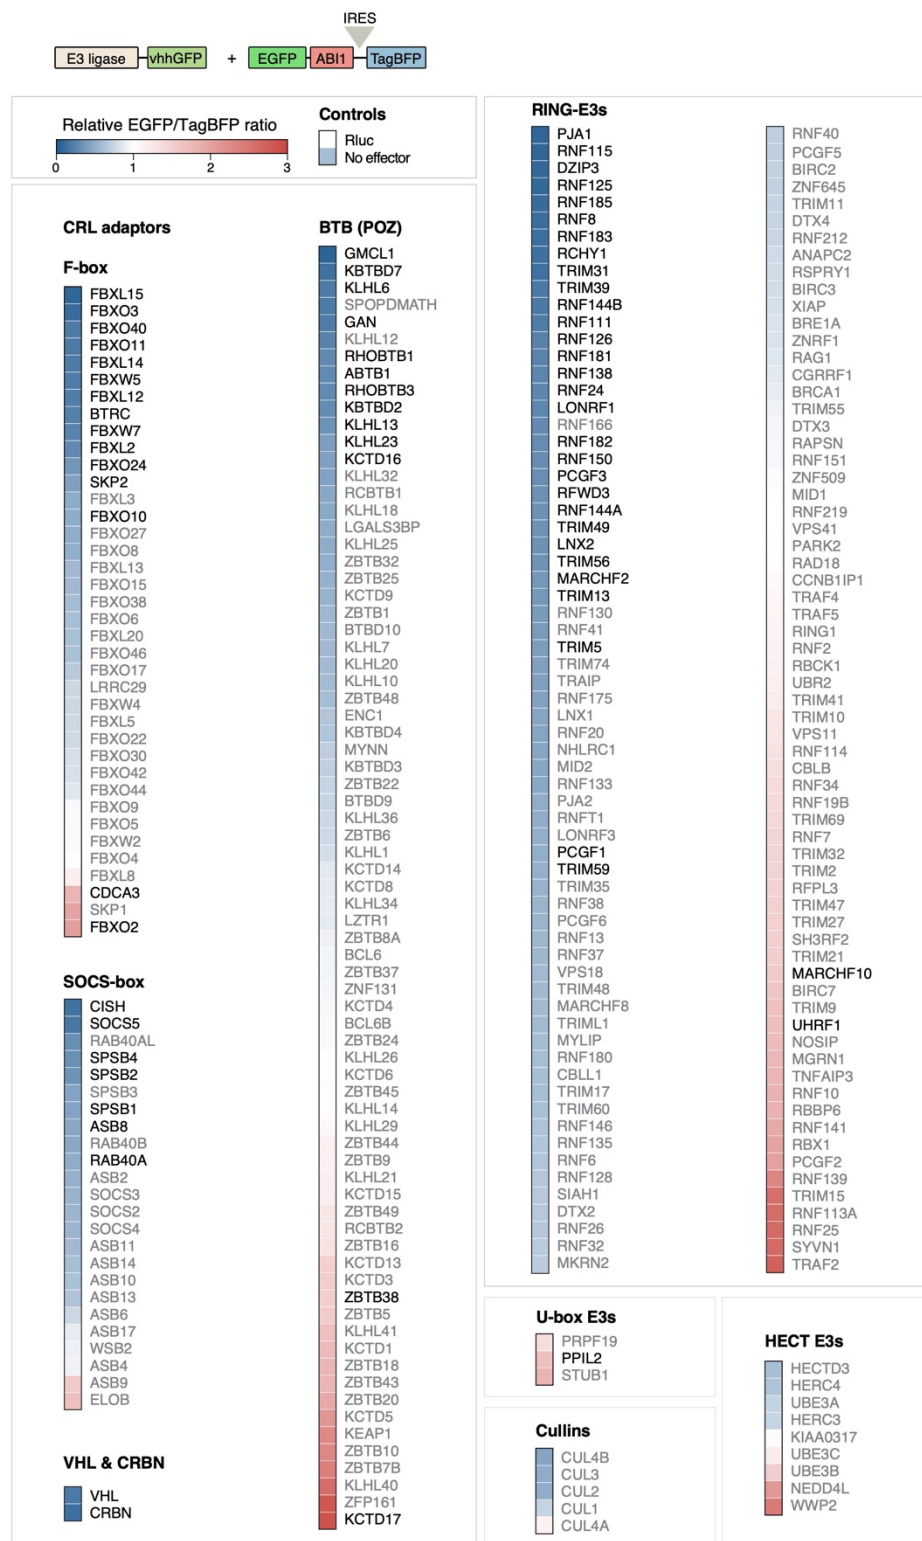 IRES
E3 ligase vhhGFP + EGFP ABI1 TagBFP
Relative EGFP/TagBFP ratio
0 1 2 3
Controls
Rluc
No effector
CRL adaptors
F-box
FBXL15
FBXO3
FBXO40
FBXO11
FBXL14
FBXW5
FBXL12
BTRC
FBXW7
FBXL2
FBXO24
SKP2
FBXL3
FBXO10
FBXO27
FBXO8
FBXL13
FBXO15
FBXO38
FBXO6
FBXL20
FBXO46
FBXO17
LRRC29
FBXW4
FBXL5
FBXO22
FBXO30
FBXO42
FBXO44
FBXO9
FBXO5
FBXW2
FBXO4
FBXL8
CDCA3
SKP1
FBXO2
SOCS-box
CISH
SOCS5
RAB40AL
SPSB4
SPSB2
SPSB3
SPSB1
ASB8
RAB40B
RAB40A
ASB2
SOCS3
SOCS2
SOCS4
ASB11
ASB14
ASB10
ASB13
ASB6
ASB17
WSB2
ASB4
ASB9
ELOB
VHL & CRBN
VHL
CRBN
BTB (POZ)
GMCL1
KBTBD7
KLHL6
SPOPDMATH
GAN
KLHL12
RHOBTB1
ABTB1
RHOBTB3
KBTBD2
KLHL13
KLHL23
KCTD16
KLHL32
RCBTB1
KLHL18
LGALS3BP
KLHL25
ZBTB32
ZBTB25
KCTD9
ZBTB1
BTBD10
KLHL7
KLHL20
KLHL10
ZBTB48
ENC1
KBTBD4
MYNN
KBTBD3
ZBTB22
BTBD9
KLHL36
ZBTB6
KLHL1
KCTD14
KCTD8
KLHL34
LZTR1
ZBTB8A
BCL6
ZBTB37
ZNF131
KCTD4
BCL6B
ZBTB24
KLHL26
KCTD6
ZBTB45
KLHL14
KLHL29
ZBTB44
ZBTB9
KLHL21
KCTD15
ZBTB49
RCBTB2
ZBTB16
KCTD13
KCTD3
ZBTB38
ZBTB5
KLHL41
KCTD1
ZBTB18
ZBTB43
ZBTB20
KCTD5
KEAP1
ZBTB10
ZBTB7B
KLHL40
ZFP161
KCTD17
RING-E3s
PJA1
RNF115
DZIP3
RNF125
RNF185
RNF8
RNF183
RCHY1
TRIM31
TRIM39
RNF144B
RNF111
RNF126
RNF181
RNF138
RNF24
LONRF1
RNF166
RNF182
RNF150
PCGF3
RFWD3
RNF144A
TRIM49
LNX2
TRIM56
MARCHF2
TRIM13
RNF130
RNF41
TRIM5
TRIM74
TRAIP
RNF175
LNX1
RNF20
NHLRC1
MID2
RNF133
PJA2
RNFT1
LONRF3
PCGF1
TRIM59
TRIM35
RNF38
PCGF6
RNF13
RNF37
VPS18
TRIM48
MARCHF8
TRIML1
MYLIP
RNF180
CBLL1
TRIM17
TRIM60
RNF146
RNF135
RNF6
RNF128
SIAH1
DTX2
RNF26
RNF32
MKRN2
RNF40
PCGF5
BIRC2
ZNF645
TRIM11
DTX4
RNF212
ANAPC2
RSPRY1
BIRC3
XIAP
BRE1A
ZNRF1
RAG1
CGRRF1
BRCA1
TRIM55
DTX3
RAPSN
RNF151
ZNF509
MID1
RNF219
VPS41
PARK2
RAD18
CCNB1IP1
TRAF4
TRAF5
RING1
RNF2
RBCK1
UBR2
TRIM41
TRIM10
VPS11
RNF114
CBLB
RNF34
RNF19B
TRIM69
RNF7
TRIM32
TRIM2
RFPL3
TRIM47
TRIM27
SH3RF2
TRIM21
MARCHF10
BIRC7
TRIM9
UHRF1
NOSIP
MGRN1
TNFAIP3
RNF10
RBBP6
RNF141
RBX1
PCGF2
RNF139
TRIM15
RNF113A
RNF25
SYVN1
TRAF2
U-box E3s
PRPF19
PPIL2
STUB1
Cullins
CUL4B
CUL3
CUL2
CUL1
CUL4A
HECT E3s
HECTD3
HERC4
UBE3A
HERC3
KIAA0317
UBE3C
UBE3B
NEDD4L
WWP2